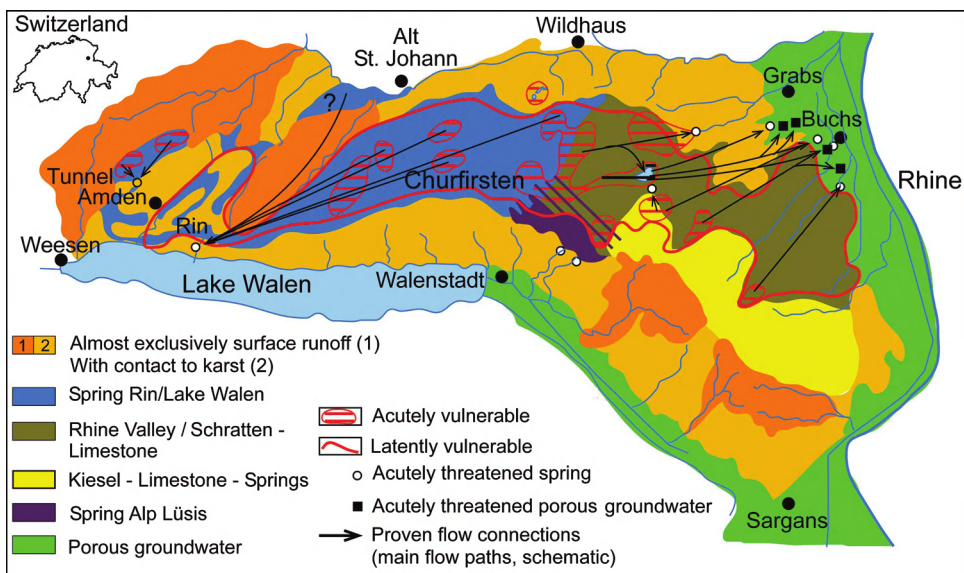 Switzerland
Alt
St. Johann
Wildhaus
Grabs
Buchs
Rhine
?
Tunnel
Amden
Churfirsten
Rin
Weesen
Lake Walen
Walenstadt
Sargans
1 2 Almost exclusively surface runoff (1)
With contact to karst (2)
Spring Rin/Lake Walen
Rhine Valley / Schratten -
Limestone
Kiesel - Limestone - Springs
Spring Alp Lüsis
Porous groundwater
Acutely vulnerable
Latently vulnerable
Acutely threatened spring
Acutely threatened porous groundwater
Proven flow connections
(main flow paths, schematic)